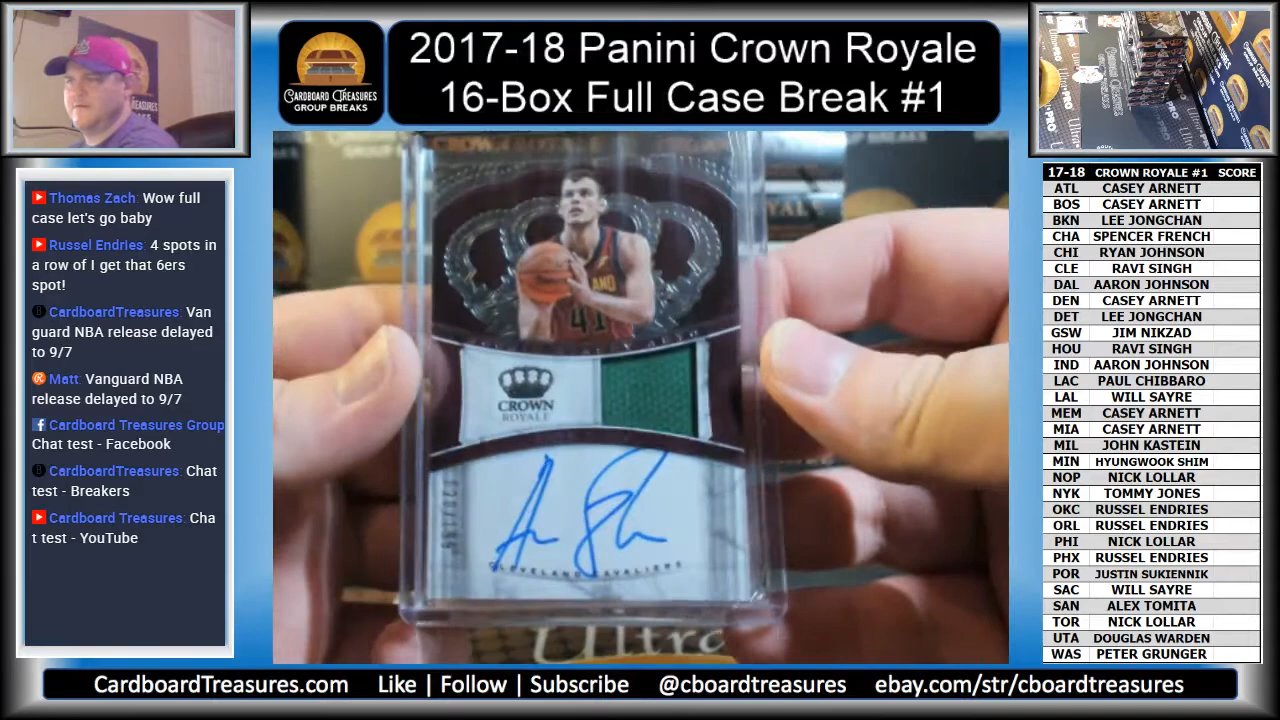 CARDBOARD TREASURES
GROUP BREAKS
2017-18 Panini Crown Royale
16-Box Full Case Break #1
Thomas Zach: Wow full
case let's go baby
Russel Endries: 4 spots in
a row of I get that 6ers
spot!
CardboardTreasures: Van
guard NBA release delayed
to 9/7
Matt: Vanguard NBA
release delayed to 9/7
Cardboard Treasures Group
Chat test - Facebook
CardboardTreasures: Chat
test - Breakers
Cardboard Treasures: Cha
t test - YouTube
41
CROWN
ROYALE
CLEVELAND CAVALIERS
Ultra
17-18 CROWN ROYALE #1 SCORE
ATL CASEY ARNETT
BOS CASEY ARNETT
BKN LEE JONGCHAN
CHA SPENCER FRENCH
CHI RYAN JOHNSON
CLE RAVI SINGH
DAL AARON JOHNSON
DEN CASEY ARNETT
DET LEE JONGCHAN
GSW JIM NIKZAD
HOU RAVI SINGH
IND AARON JOHNSON
LAC PAUL CHIBBARO
LAL WILL SAYRE
MEM CASEY ARNETT
MIA CASEY ARNETT
MIL JOHN KASTEIN
MIN HYUNGWOOK SHIM
NOP NICK LOLLAR
NYK TOMMY JONES
OKC RUSSEL ENDRIES
ORL RUSSEL ENDRIES
PHI NICK LOLLAR
PHX RUSSEL ENDRIES
POR JUSTIN SUKIENNIK
SAC WILL SAYRE
SAN ALEX TOMITA
TOR NICK LOLLAR
UTA DOUGLAS WARDEN
WAS PETER GRUNGER
CardboardTreasures.com Like | Follow | Subscribe @cboardtreasures ebay.com/str/cboardtreasures